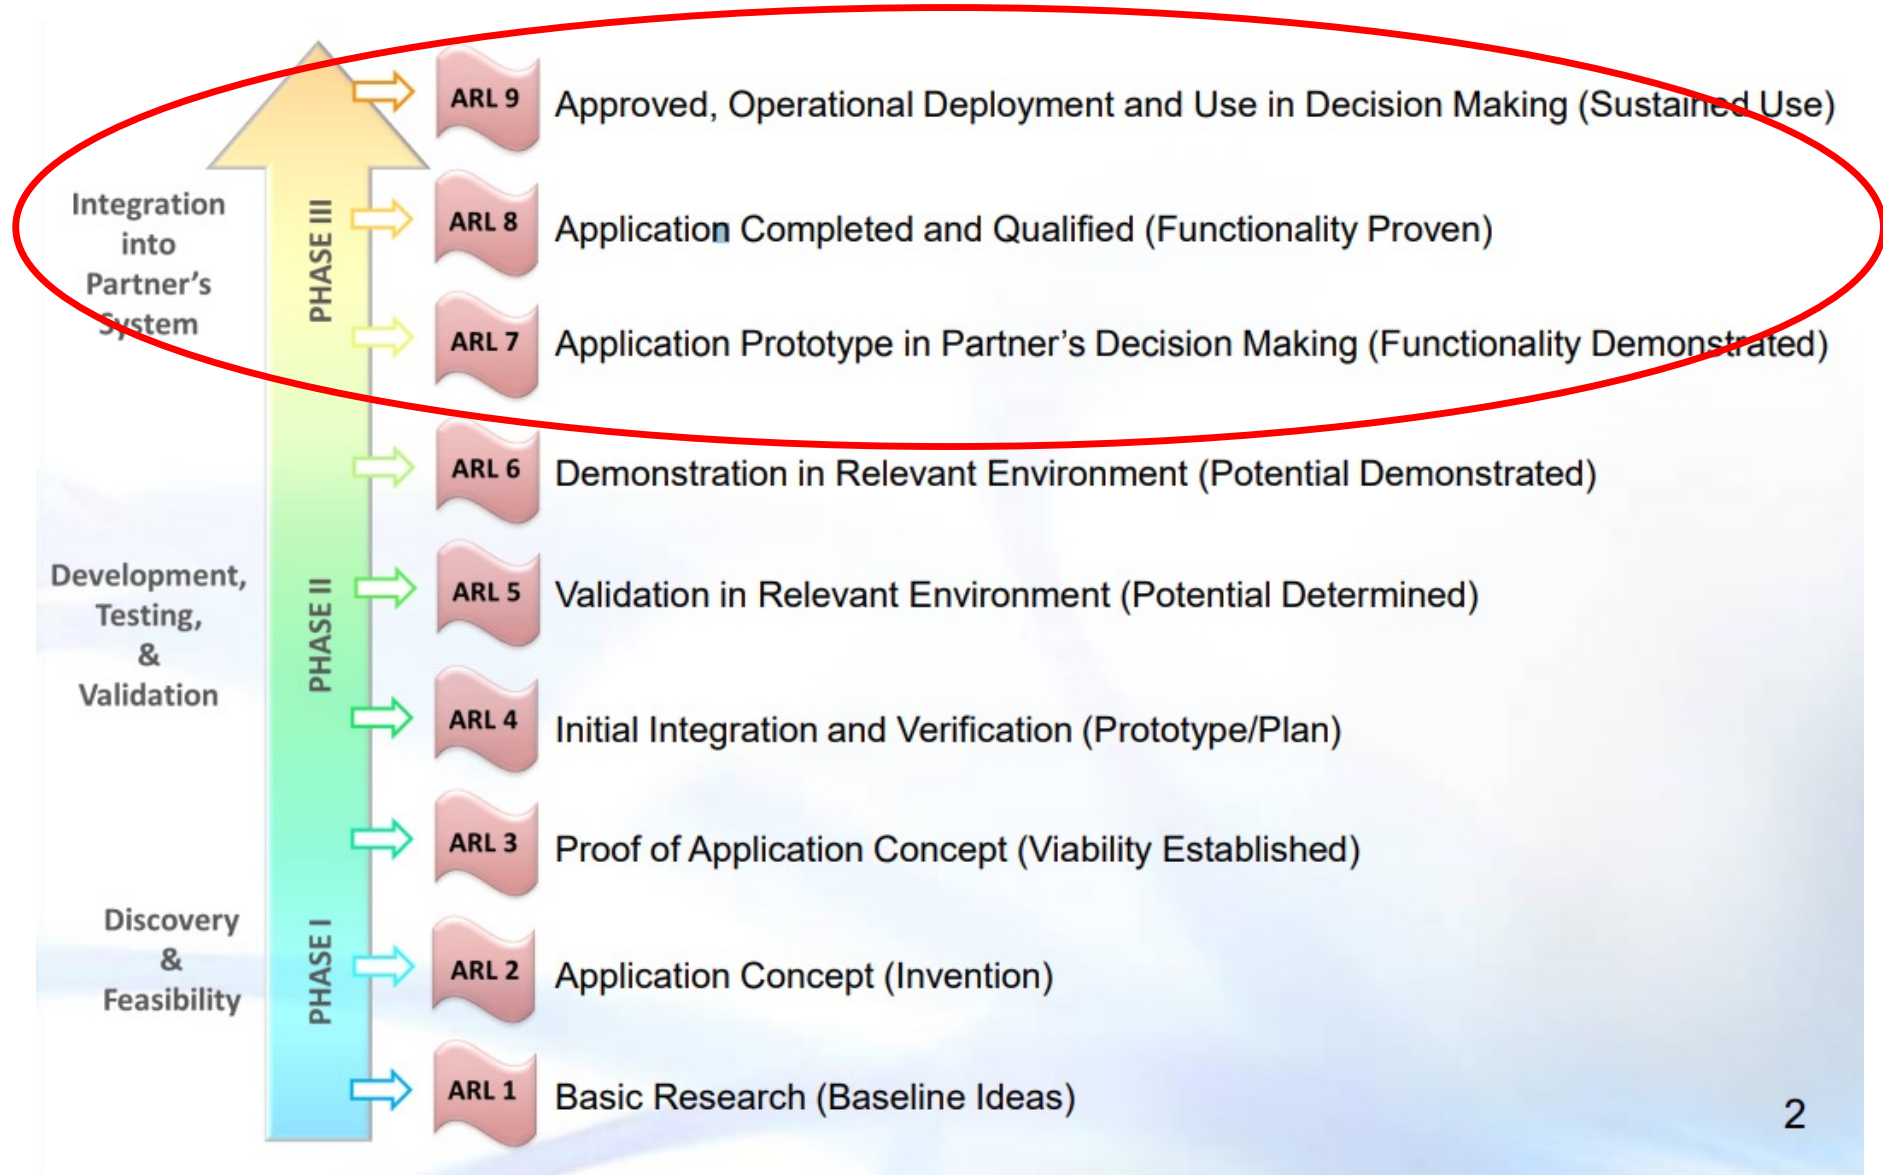 ARL 9 Approved, Operational Deployment and Use in Decision Making (Sustained Use)
Integration
into
Partner’s
System
PHASE III
ARL 8 Application Completed and Qualified (Functionality Proven)
ARL 7 Application Prototype in Partner’s Decision Making (Functionality Demonstrated)
ARL 6 Demonstration in Relevant Environment (Potential Demonstrated)
Development,
Testing,
&
Validation
PHASE II
ARL 5 Validation in Relevant Environment (Potential Determined)
ARL 4 Initial Integration and Verification (Prototype/Plan)
ARL 3 Proof of Application Concept (Viability Established)
Discovery
&
Feasibility
PHASE I
ARL 2 Application Concept (Invention)
ARL 1 Basic Research (Baseline Ideas)
2